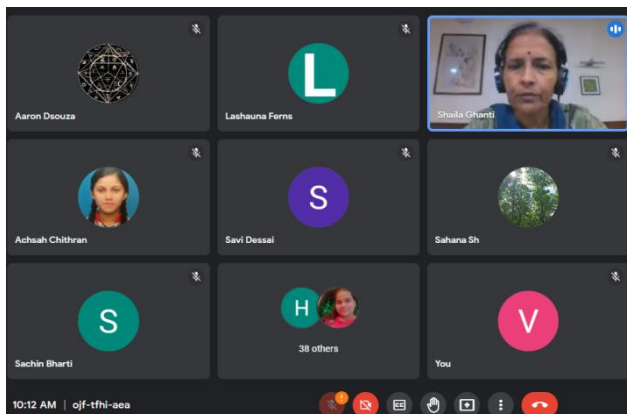 Aaron Dsouza
L
Lashauna Ferns
Shaila Ghanti
Achsah Chithran
S
Savi Dessai
Sahana Sh
S
Sachin Bharti
H
38 others
V
You
10:12 AM | ojf-tfhi-aea
CC